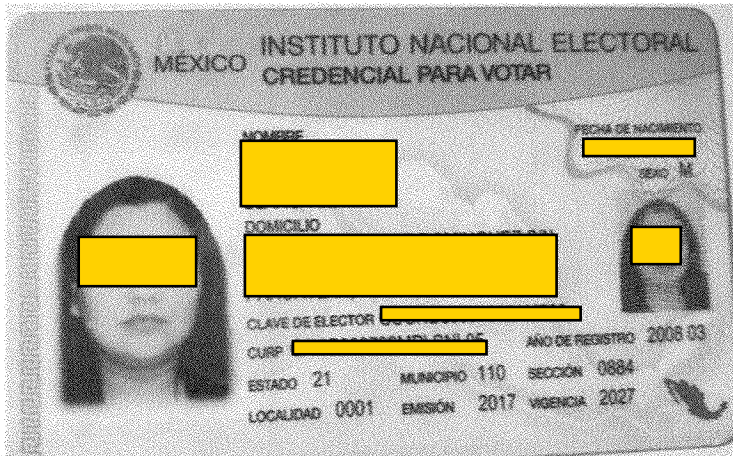 MÉXICO INSTITUTO NACIONAL ELECTORAL
CREDENCIAL PARA VOTAR
NOMBRE
FECHA DE NACIMIENTO
SEXO M
DOMICILIO
CLAVE DE ELECTOR
CURP
AÑO DE REGISTRO 2008 03
ESTADO 21 MUNICIPIO 110 SECCIÓN 0884
LOCALIDAD 0001 EMISIÓN 2017 VIGENCIA 2027